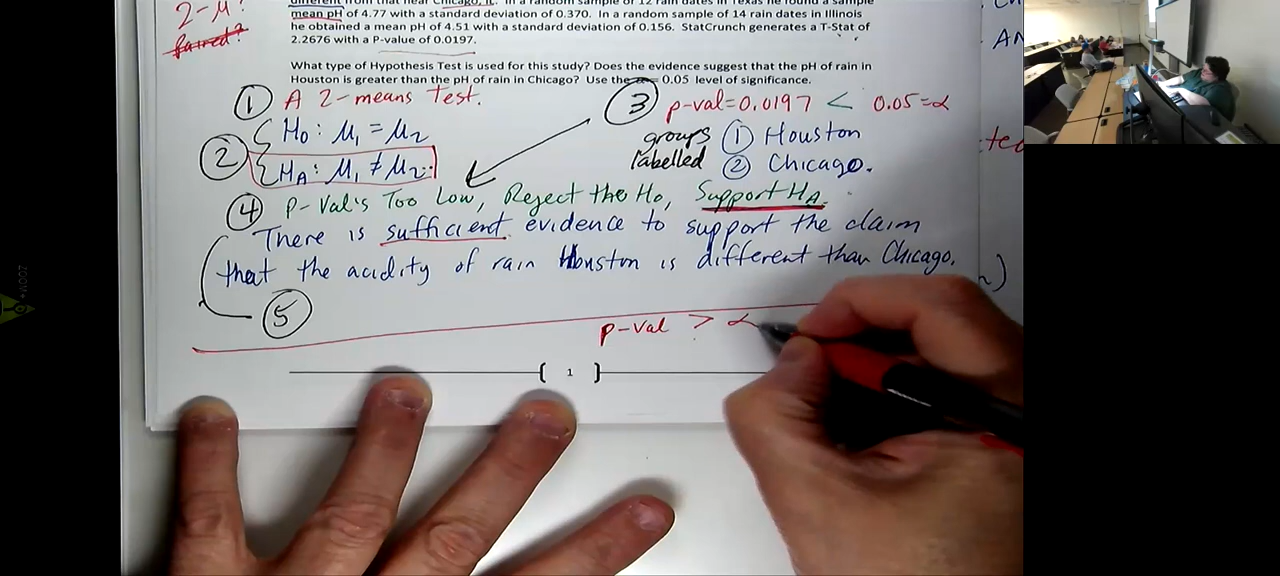 2-μ?
paired?
different from that near Chicago, IL. In a random sample of 12 rain dates in Texas he found a sample
mean pH of 4.77 with a standard deviation of 0.370. In a random sample of 14 rain dates in Illinois
he obtained a mean pH of 4.51 with a standard deviation of 0.156. StatCrunch generates a T-Stat of
2.2676 with a P-value of 0.0197.
What type of Hypothesis Test is used for this study? Does the evidence suggest that the pH of rain in
Houston is greater than the pH of rain in Chicago? Use the α= 0.05 level of significance.
① A 2-means Test.
② { H₀: μ₁ = μ₂
{ H_A: μ₁ ≠ μ₂.
③ p-val=0.0197 < 0.05=α
groups labelled
① Houston
② Chicago.
④ P-Val's Too Low, Reject the Ho, Support H_A.
There is sufficient evidence to support the claim
that the acidity of rain Houston is different than Chicago.
⑤
p-val > α
{ 1 }
AN
ZOOM